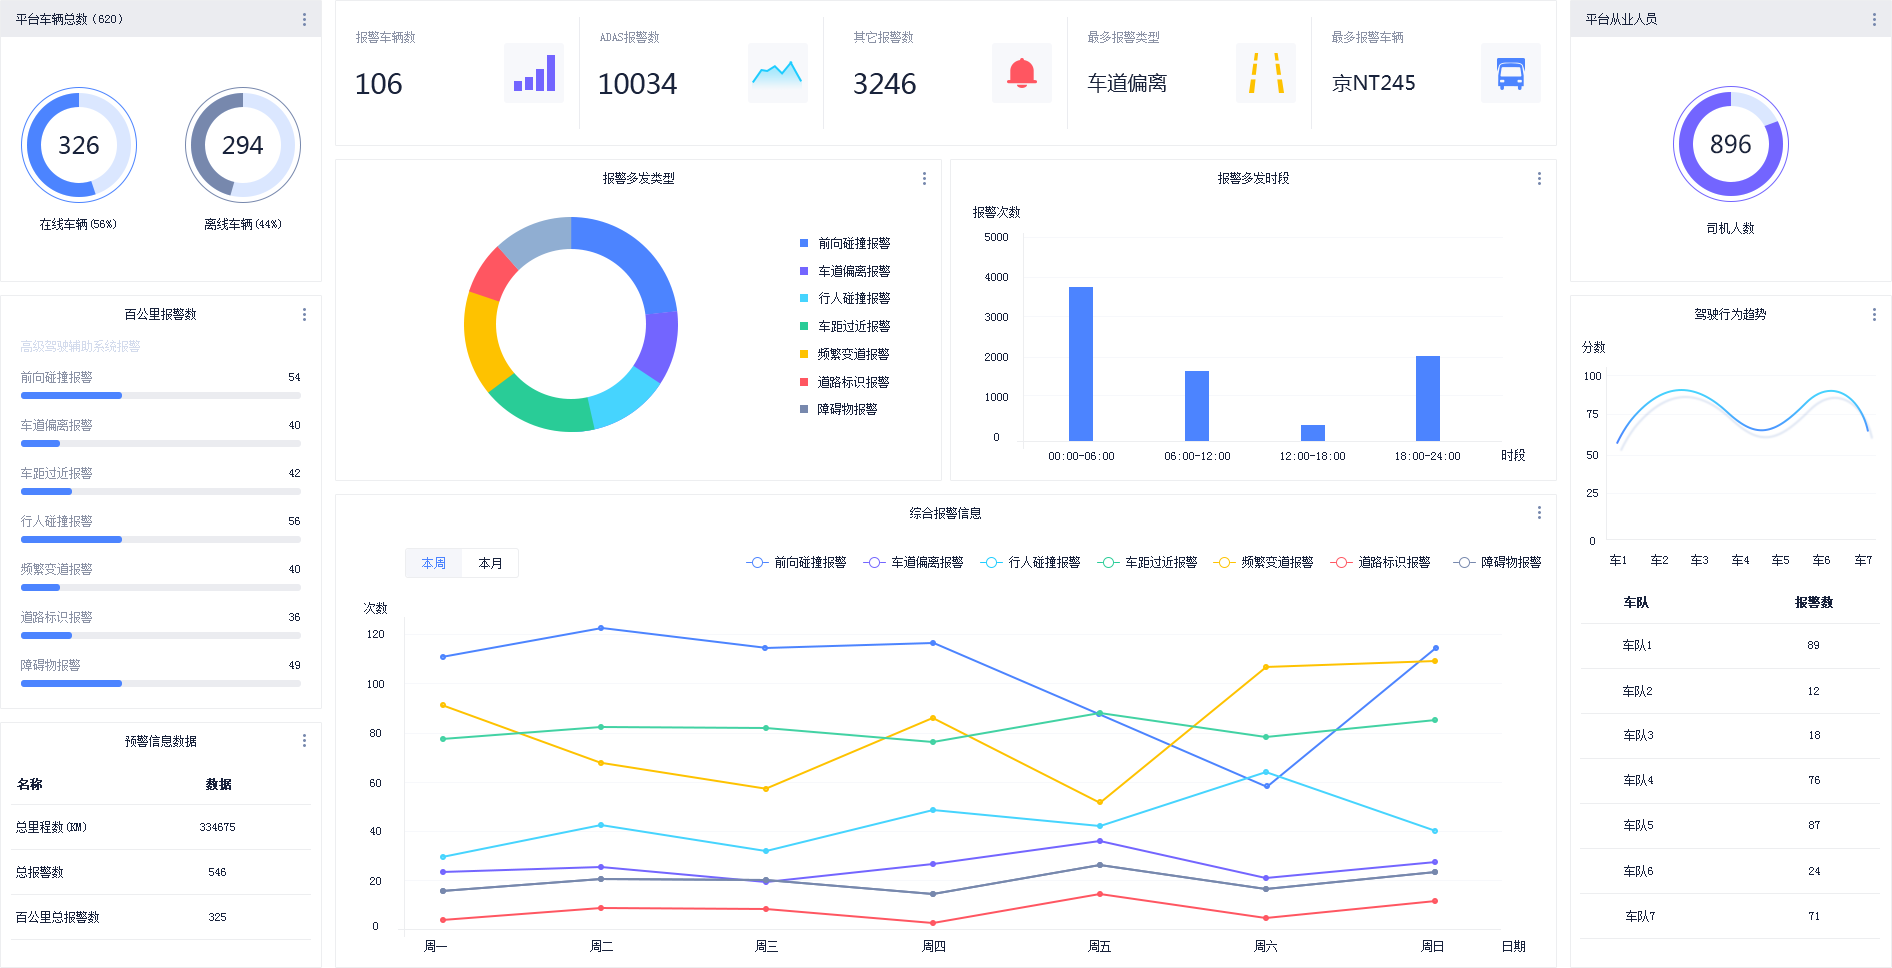 平台车辆总数（620）
326
294
在线车辆(56%)
离线车辆(44%)
百公里报警数
高级驾驶辅助系统报警
前向碰撞报警 54
车道偏离报警 40
车距过近报警 42
行人碰撞报警 56
频繁变道报警 40
道路标识报警 36
障碍物报警 49
预警信息数据
名称 数据
总里程数(KM) 334675
总报警数 546
百公里总报警数 325
报警车辆数
106
ADAS报警数
10034
其它报警数
3246
最多报警类型
车道偏离
最多报警车辆
京NT245
报警多发类型
前向碰撞报警
车道偏离报警
行人碰撞报警
车距过近报警
频繁变道报警
道路标识报警
障碍物报警
报警多发时段
报警次数
5000
4000
3000
2000
1000
0
00:00-06:00 06:00-12:00 12:00-18:00 18:00-24:00 时段
综合报警信息
本周 本月
前向碰撞报警 车道偏离报警 行人碰撞报警 车距过近报警 频繁变道报警 道路标识报警 障碍物报警
次数
120
100
80
60
40
20
0
周一 周二 周三 周四 周五 周六 周日 日期
平台从业人员
896
司机人数
驾驶行为趋势
分数
100
75
50
25
0
车1 车2 车3 车4 车5 车6 车7
车队 报警数
车队1 89
车队2 12
车队3 18
车队4 76
车队5 87
车队6 24
车队7 71